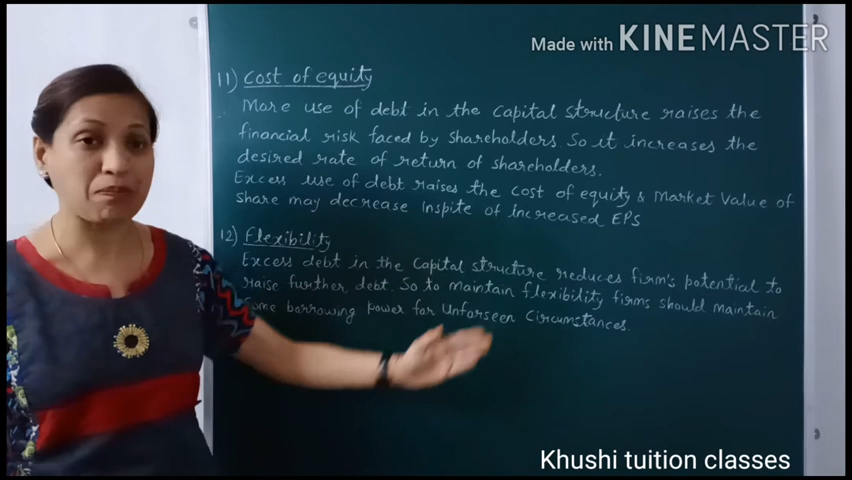 Made with KINEMASTER
11) Cost of equity
More use of debt in the capital structure raises the
financial risk faced by shareholders. So it increases the
desired rate of return of shareholders.
Excess use of debt raises the cost of equity & Market Value of
share may decrease inspite of increased EPS
12) Flexibility
Excess debt in the capital structure reduces firm's potential to
raise further debt. So to maintain flexibility firms should maintain
some borrowing power for Unforseen Circumstances.
Khushi tuition classes